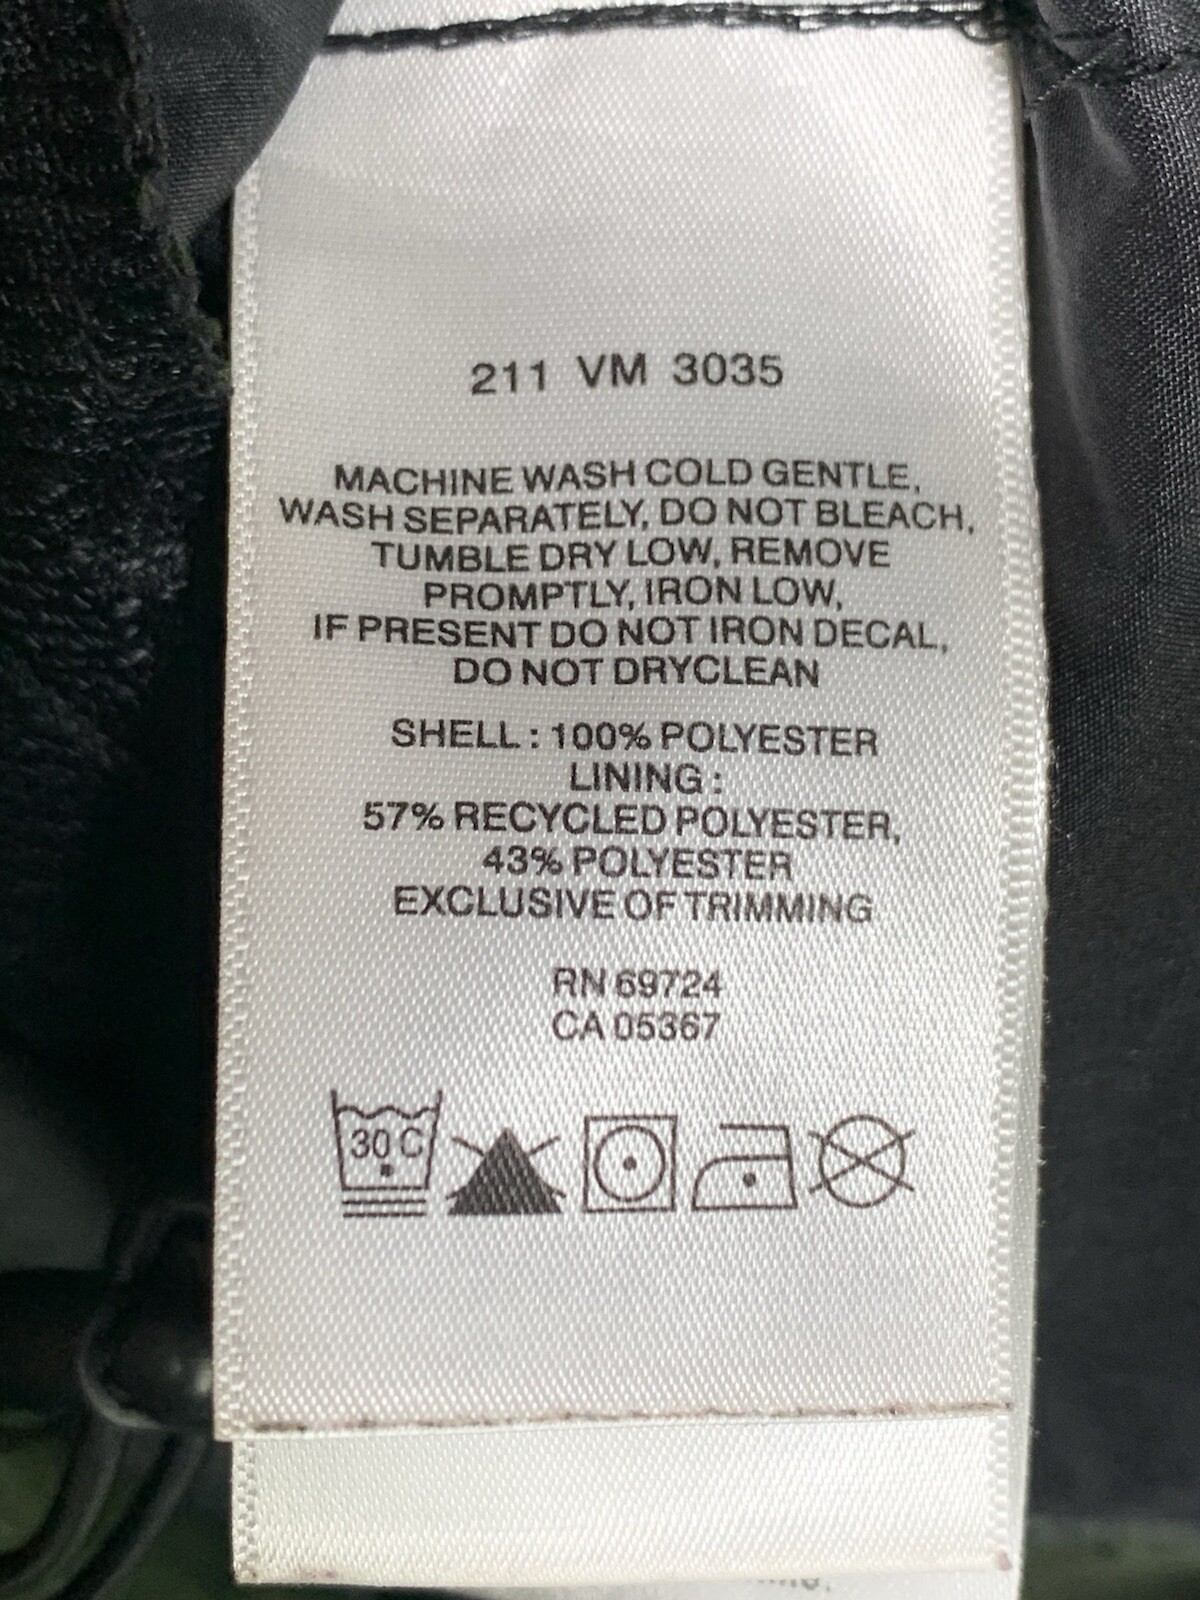 211 VM 3035
MACHINE WASH COLD GENTLE,
WASH SEPARATELY, DO NOT BLEACH,
TUMBLE DRY LOW, REMOVE
PROMPTLY, IRON LOW,
IF PRESENT DO NOT IRON DECAL,
DO NOT DRYCLEAN
SHELL : 100% POLYESTER
LINING :
57% RECYCLED POLYESTER,
43% POLYESTER
EXCLUSIVE OF TRIMMING
RN 69724
CA 05367
30 C